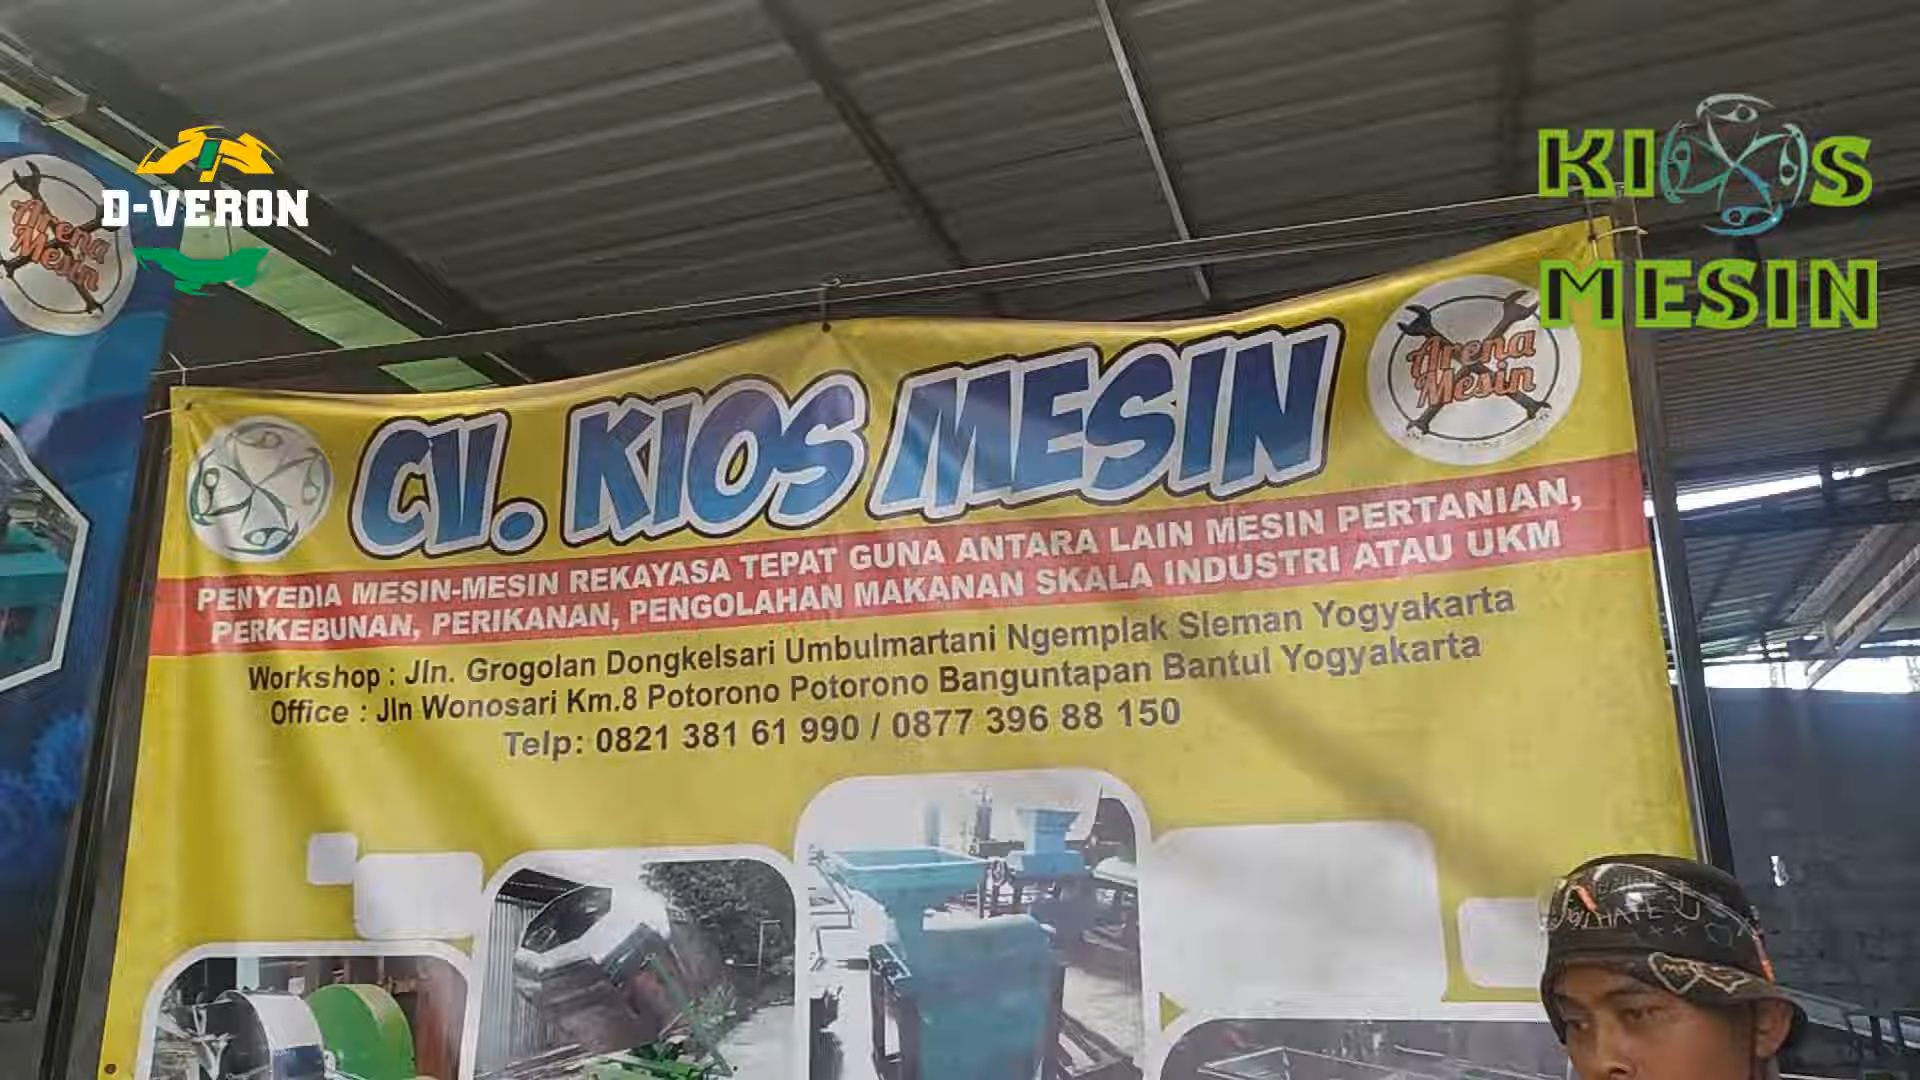 D-VERON
KIOS
MESIN
Arena
Mesin
CV. KIOS MESIN
Arena
Mesin
PENYEDIA MESIN-MESIN REKAYASA TEPAT GUNA ANTARA LAIN MESIN PERTANIAN,
PERKEBUNAN, PERIKANAN, PENGOLAHAN MAKANAN SKALA INDUSTRI ATAU UKM
Workshop : Jln. Grogolan Dongkelsari Umbulmartani Ngemplak Sleman Yogyakarta
Office : Jln Wonosari Km.8 Potorono Potorono Banguntapan Bantul Yogyakarta
Telp: 0821 381 61 990 / 0877 396 88 150
HATE